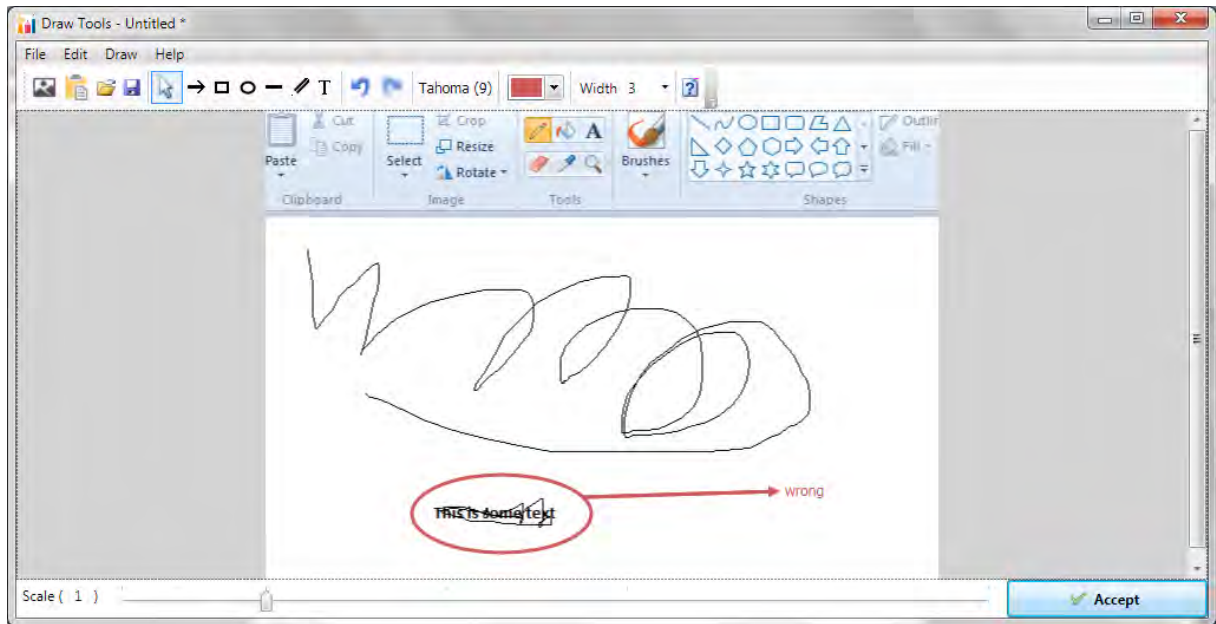 Draw Tools - Untitled *
File Edit Draw Help
T Tahoma (9) Width 3
Cut Crop Outlin
Copy Resize A Fill
Paste Select Rotate Brushes
Clipboard Image Tools Shapes
wrong
This is some text
Scale ( 1 ) Accept